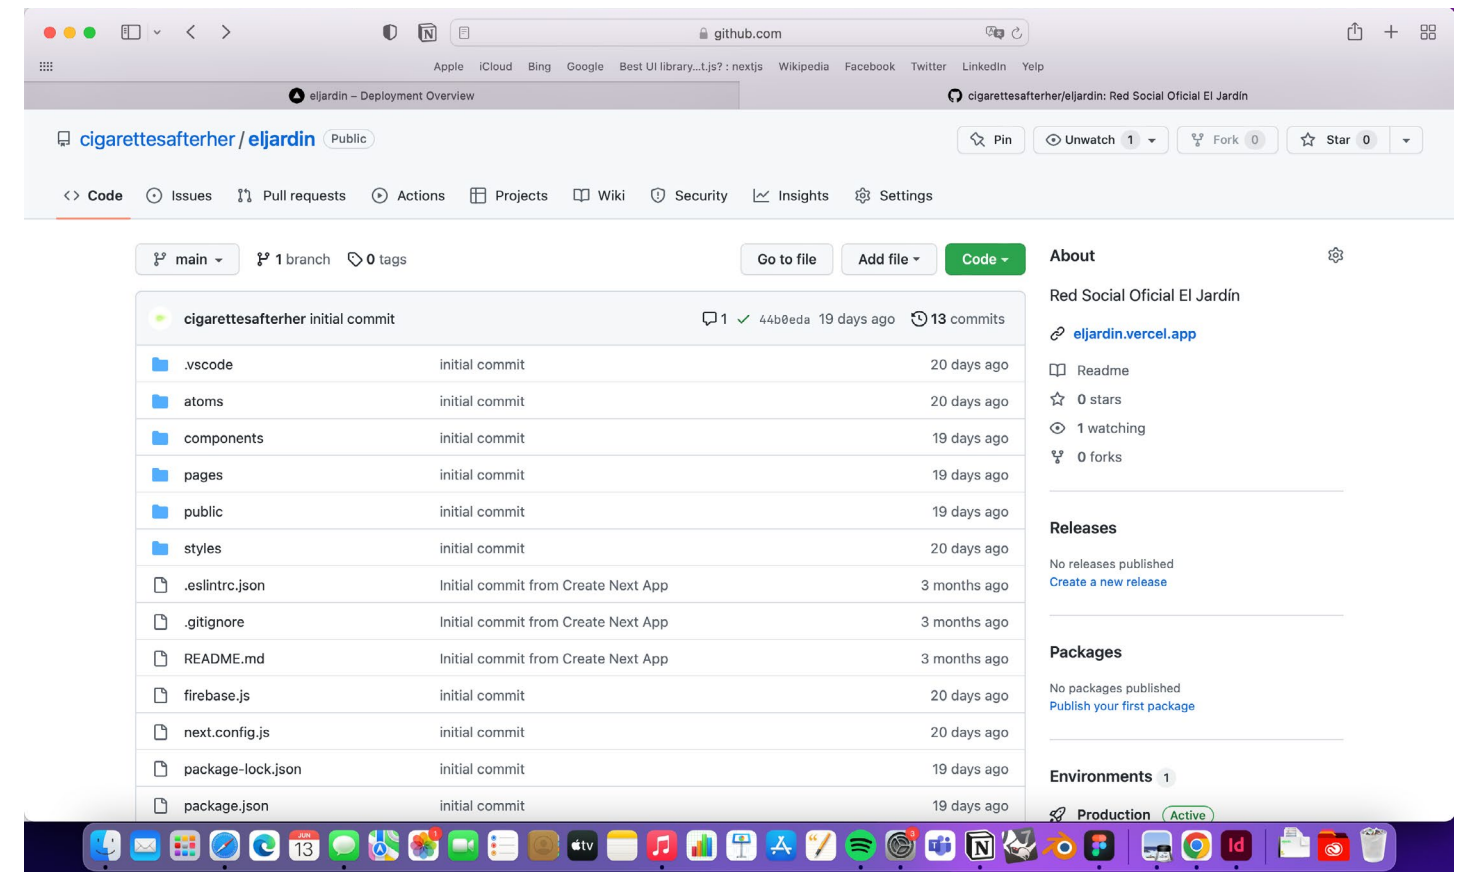 github.com
Apple iCloud Bing Google Best UI library...t.js? : nextjs Wikipedia Facebook Twitter LinkedIn Yelp
eljardin – Deployment Overview
cigarettesafterher/eljardin: Red Social Oficial El Jardín
cigarettesafterher / eljardin Public
Pin
Unwatch 1
Fork 0
Star 0
<> Code Issues Pull requests Actions Projects Wiki Security Insights Settings
main 1 branch 0 tags
Go to file Add file Code
cigarettesafterher initial commit 1 44b0eda 19 days ago 13 commits
.vscode initial commit 20 days ago
atoms initial commit 20 days ago
components initial commit 19 days ago
pages initial commit 19 days ago
public initial commit 19 days ago
styles initial commit 20 days ago
.eslintrc.json Initial commit from Create Next App 3 months ago
.gitignore Initial commit from Create Next App 3 months ago
README.md Initial commit from Create Next App 3 months ago
firebase.js initial commit 20 days ago
next.config.js initial commit 20 days ago
package-lock.json initial commit 19 days ago
package.json initial commit 19 days ago
About
Red Social Oficial El Jardín
eljardin.vercel.app
Readme
0 stars
1 watching
0 forks
Releases
No releases published
Create a new release
Packages
No packages published
Publish your first package
Environments 1
Production Active
JUN
13
1
tv
3
N
Id